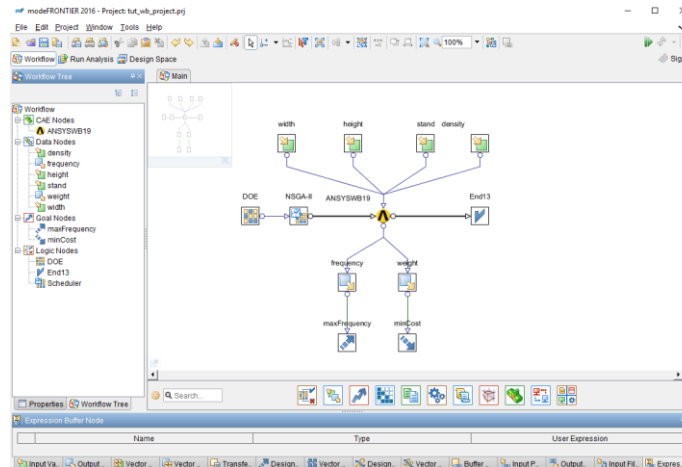 modeFRONTIER 2016 - Project: tut_wb_project.prj
File Edit Project Window Tools Help
100%
Workflow Run Analysis Design Space
Sig
Workflow Tree
Main
Workflow
CAE Nodes
ANSYSWB19
Data Nodes
density
frequency
height
stand
weight
width
Goal Nodes
maxFrequency
minCost
Logic Nodes
DOE
End13
Scheduler
width height stand density
DOE NSGA-II ANSYSWB19 End13
frequency weight
maxFrequency minCost
Properties Workflow Tree
Search...
Expression Buffer Node
Name Type User Expression
Input Va.. Output.. Vector.. Vector.. Transfe.. Design.. Vector.. Design.. Vector.. Buffer.. Input P.. Output.. Input Fil.. Expres